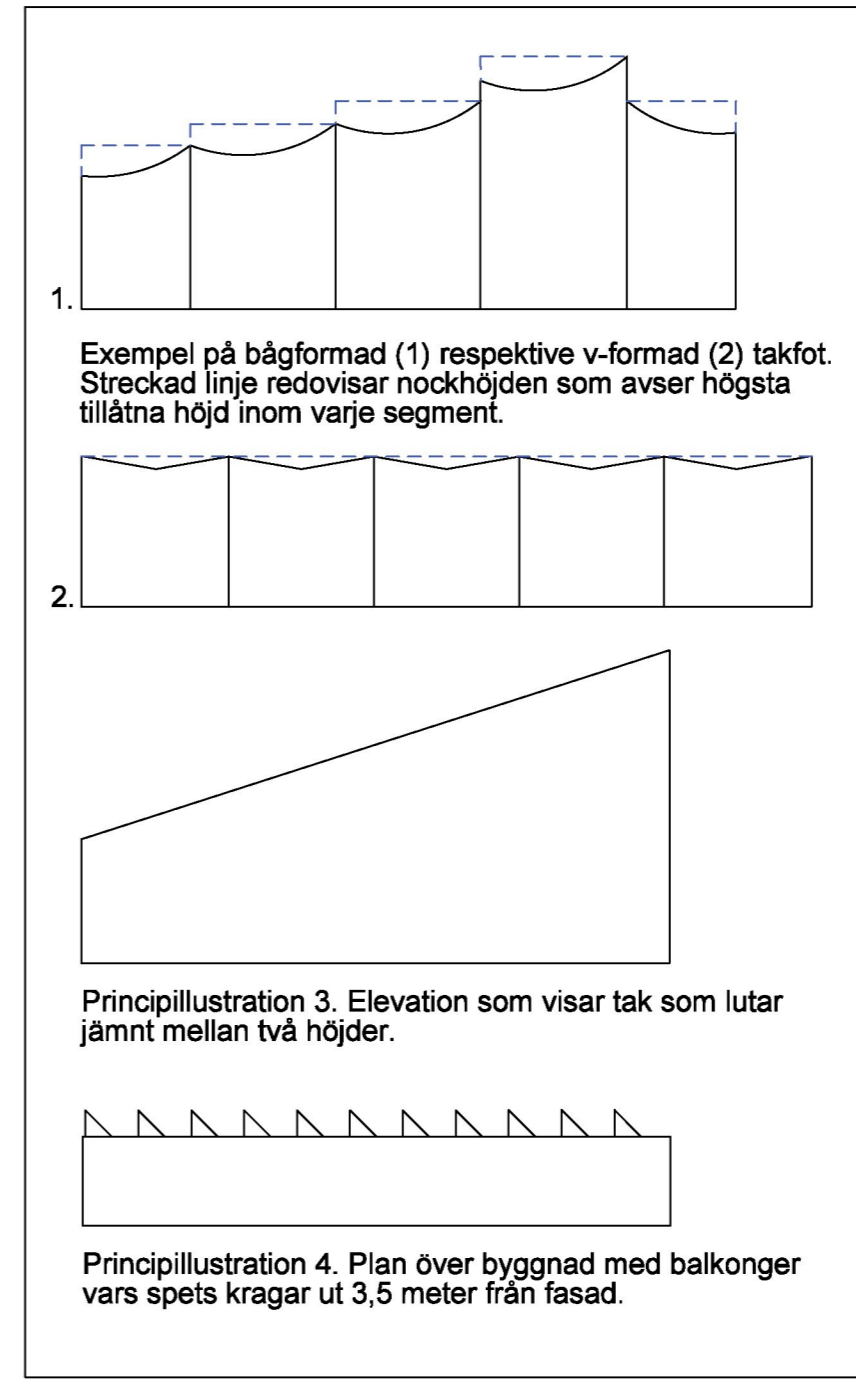 1.
Exempel på bågformad (1) respektive v-formad (2) takfot.
Streckad linje redovisar nockhöjden som avser högsta
tillåtna höjd inom varje segment.
2.
Principillustration 3. Elevation som visar tak som lutar
jämnt mellan två höjder.
Principillustration 4. Plan över byggnad med balkonger
vars spets kragar ut 3,5 meter från fasad.